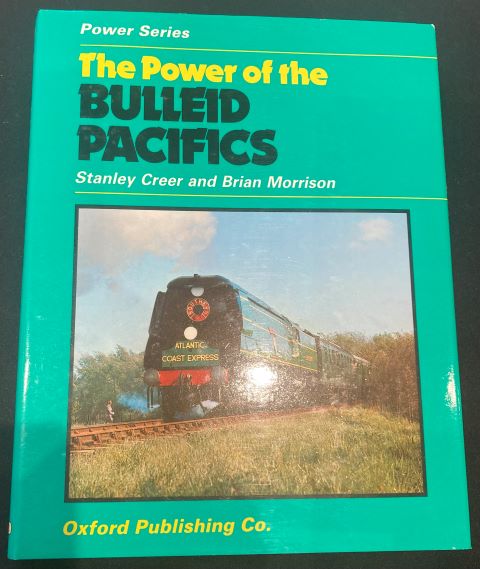 Power Series
The Power of the
BULLEID
PACIFICS
Stanley Creer and Brian Morrison
SOUTHERN
ATLANTIC
COAST EXPRESS
Oxford Publishing Co.